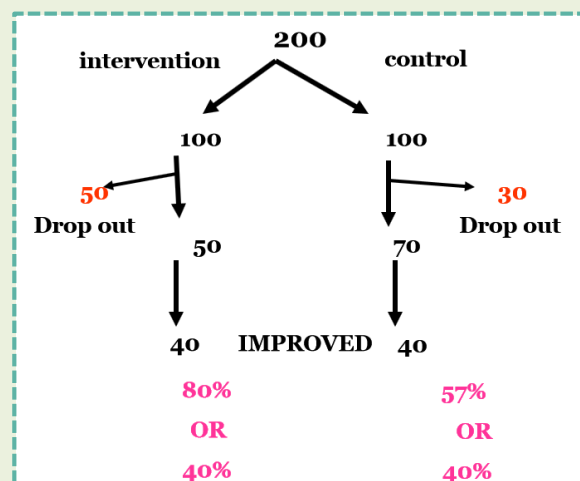 200
intervention control
100 100
50 30
Drop out Drop out
50 70
40 IMPROVED 40
80% 57%
OR OR
40% 40%